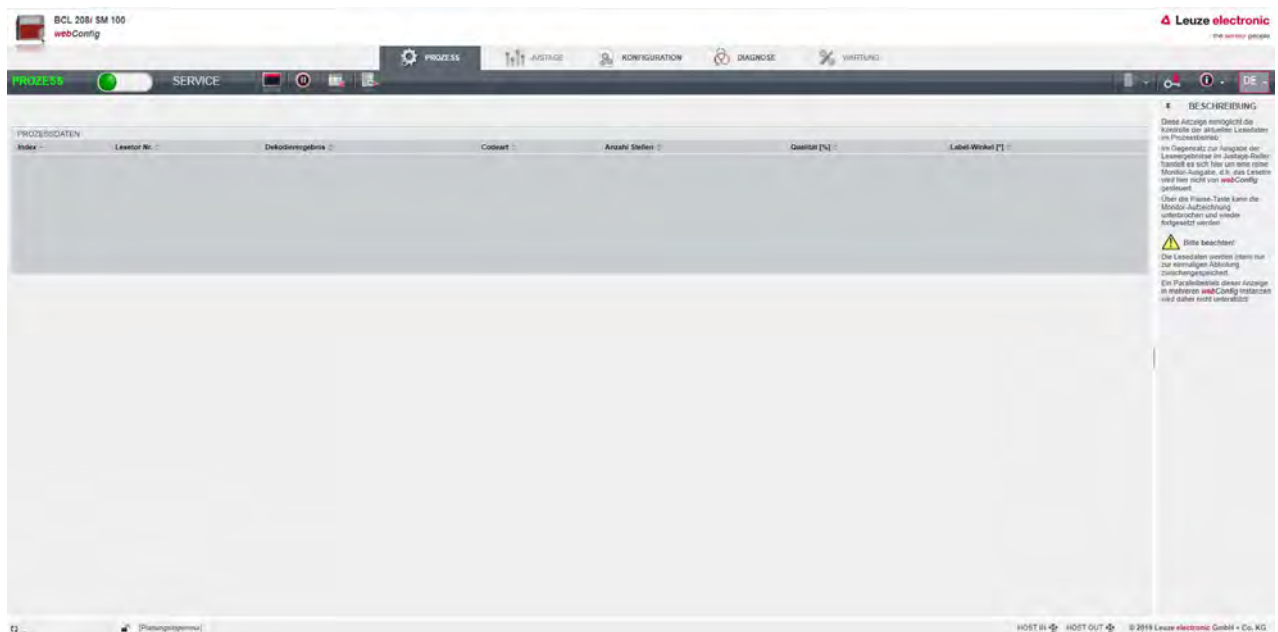 BCL 208i SM 100
webConfig
Leuze electronic
the sensor people
PROZESS
JUSTAGE
KONFIGURATION
DIAGNOSE
WARTUNG
PROZESS
SERVICE
DE
BESCHREIBUNG
PROZESSDATEN
Index
Lesetor Nr.
Dekodierergebnis
Codeart
Anzahl Stellen
Qualität [%]
Label-Winkel [°]
Diese Anzeige ermöglicht die
Kontrolle der aktuellen Lesedaten
im Prozessbetrieb
Im Gegensatz zur Ausgabe der
Leseergebnisse im Justage-Reiter
handelt es sich hier um eine reine
Monitor-Ausgabe, d.h. das Lesetor
wird hier nicht von webConfig
gesteuert
Über die Pause-Taste kann die
Monitor-Aufzeichnung
unterbrochen und wieder
fortgesetzt werden
Bitte beachten!
Die Lesedaten werden intern nur
zur einmaligen Abholung
zwischengespeichert
Ein Parallelbetrieb dieser Anzeige
in mehreren webConfig Instanzen
wird daher nicht unterstützt
HOST IN
HOST OUT
© 2019 Leuze electronic GmbH + Co. KG